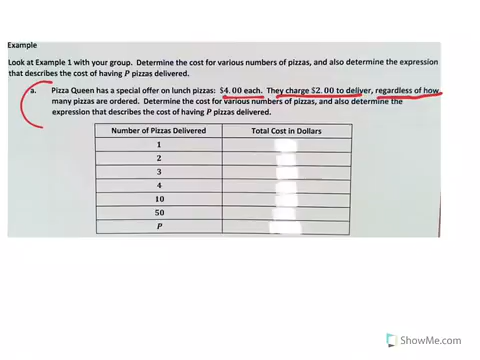 Example
Look at Example 1 with your group. Determine the cost for various numbers of pizzas, and also determine the expression
that describes the cost of having P pizzas delivered.
a. Pizza Queen has a special offer on lunch pizzas: $4.00 each. They charge $2.00 to deliver, regardless of how
many pizzas are ordered. Determine the cost for various numbers of pizzas, and also determine the
expression that describes the cost of having P pizzas delivered.
Number of Pizzas Delivered Total Cost in Dollars
1
2
3
4
10
50
P
ShowMe.com